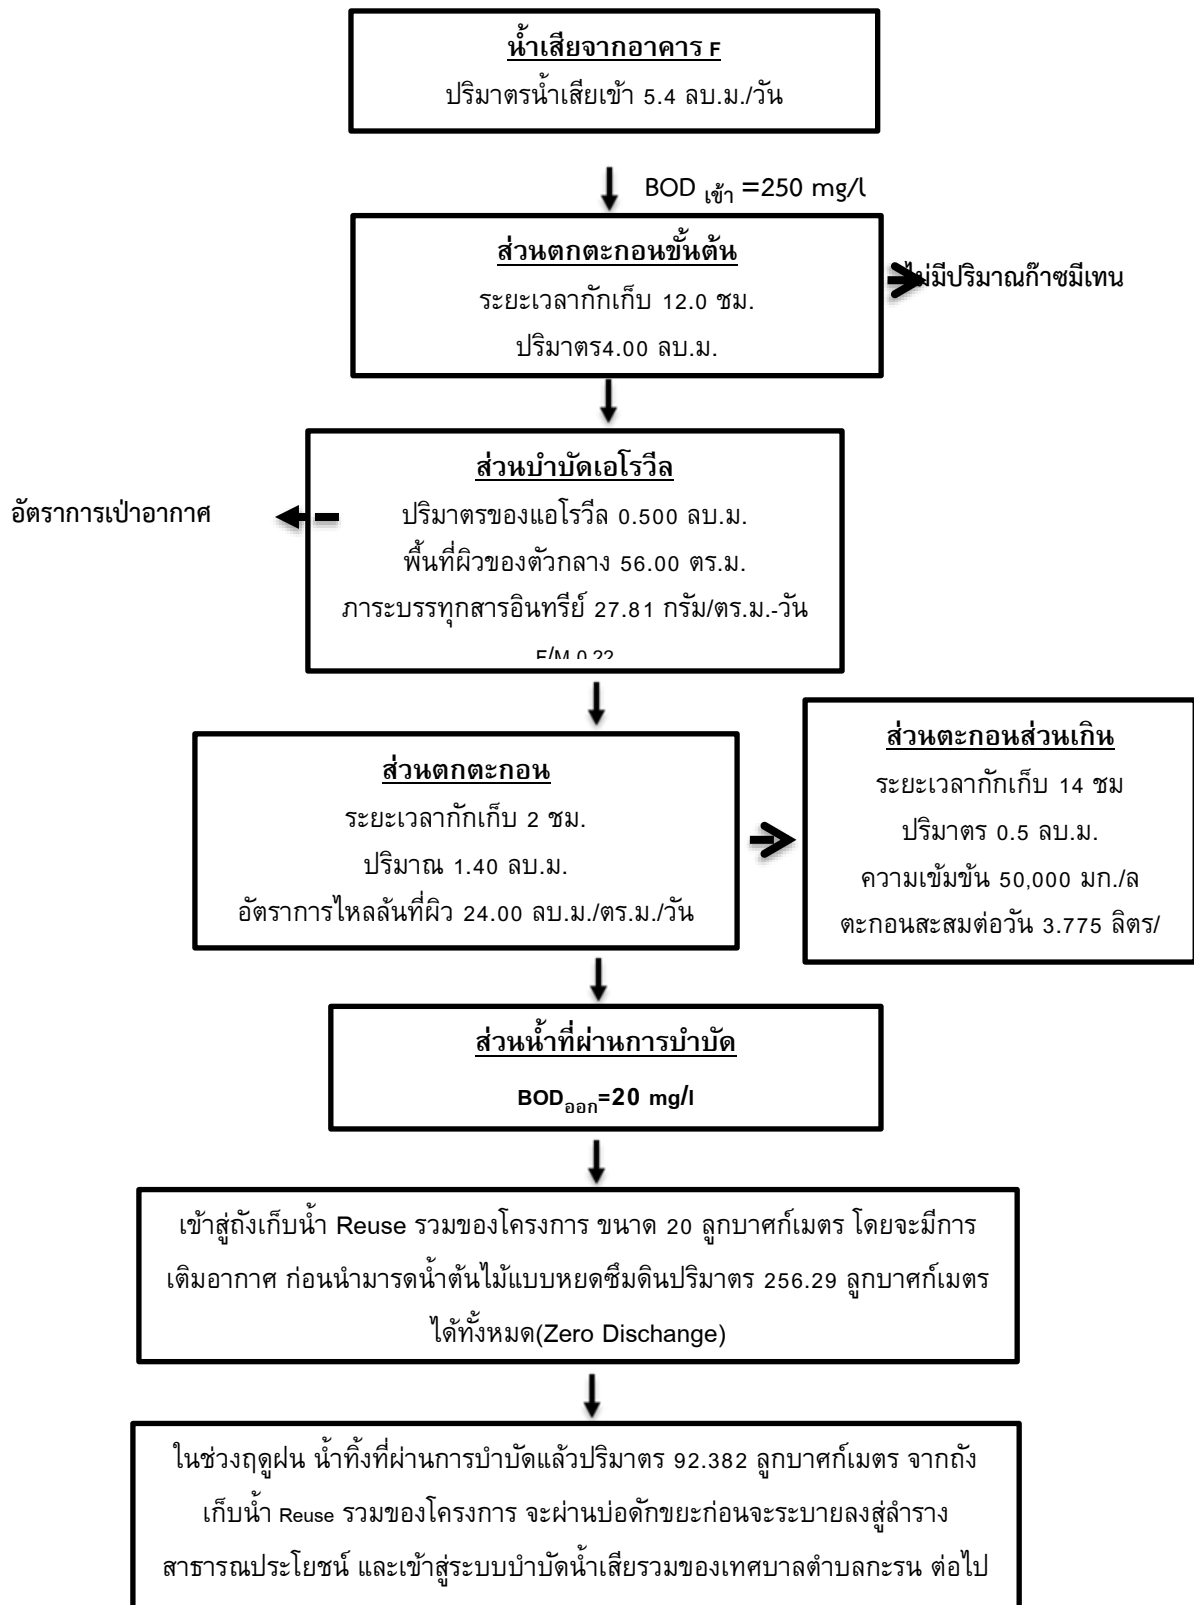 น้ำเสียจากอาคาร F
ปริมาตรน้ำเสียเข้า 5.4 ลบ.ม./วัน
BOD เข้า =250 mg/l
ส่วนตกตะกอนขั้นต้น
ระยะเวลากักเก็บ 12.0 ชม.
ปริมาตร4.00 ลบ.ม.
ไม่มีปริมาณก๊าซมีเทน
ส่วนบำบัดเอโรวีล
ปริมาตรของแอโรวีล 0.500 ลบ.ม.
พื้นที่ผิวของตัวกลาง 56.00 ตร.ม.
ภาระบรรทุกสารอินทรีย์ 27.81 กรัม/ตร.ม.-วัน
F/M 0.22
อัตราการเป่าอากาศ
ส่วนตกตะกอน
ระยะเวลากักเก็บ 2 ชม.
ปริมาณ 1.40 ลบ.ม.
อัตราการไหลล้นที่ผิว 24.00 ลบ.ม./ตร.ม./วัน
ส่วนตะกอนส่วนเกิน
ระยะเวลากักเก็บ 14 ชม
ปริมาตร 0.5 ลบ.ม.
ความเข้มข้น 50,000 มก./ล
ตะกอนสะสมต่อวัน 3.775 ลิตร/
ส่วนน้ำที่ผ่านการบำบัด
BODออก=20 mg/l
เข้าสู่ถังเก็บน้ำ Reuse รวมของโครงการ ขนาด 20 ลูกบาศก์เมตร โดยจะมีการ
เติมอากาศ ก่อนนำมารดน้ำต้นไม้แบบหยดซึมดินปริมาตร 256.29 ลูกบาศก์เมตร
ได้ทั้งหมด(Zero Dischange)
ในช่วงฤดูฝน น้ำทิ้งที่ผ่านการบำบัดแล้วปริมาตร 92.382 ลูกบาศก์เมตร จากถัง
เก็บน้ำ Reuse รวมของโครงการ จะผ่านบ่อดักขยะก่อนจะระบายลงสู่ลำราง
สาธารณประโยชน์ และเข้าสู่ระบบบำบัดน้ำเสียรวมของเทศบาลตำบลกะรน ต่อไป